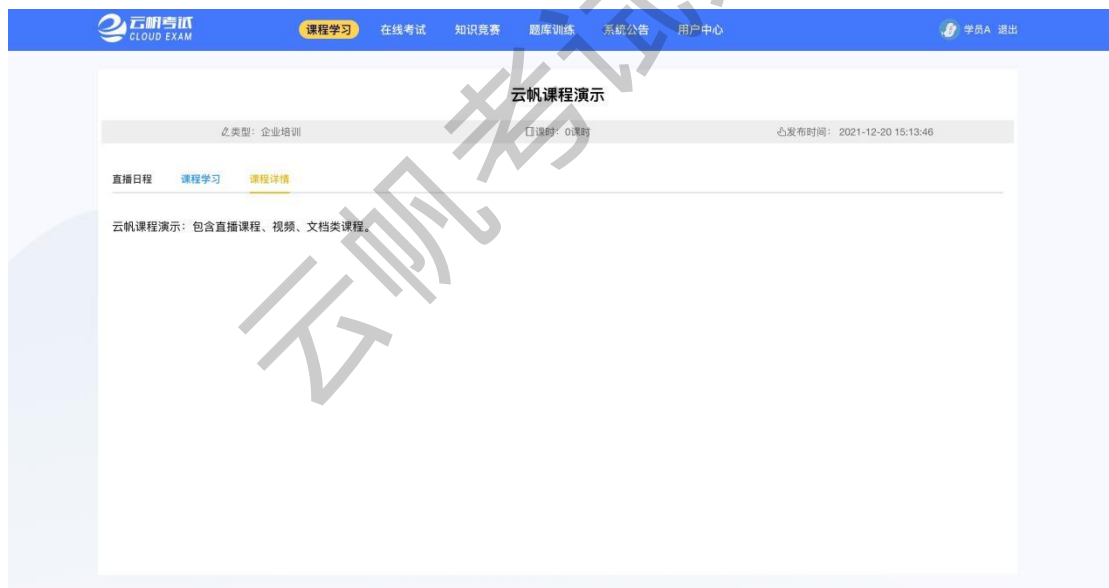 云帆考试
CLOUD EXAM
课程学习 在线考试 知识竞赛 题库训练 系统公告 用户中心
学员A 退出
云帆课程演示
类型：企业培训 课时：0课时 发布时间： 2021-12-20 15:13:46
直播日程 课程学习 课程详情
云帆课程演示：包含直播课程、视频、文档类课程。
云帆考试